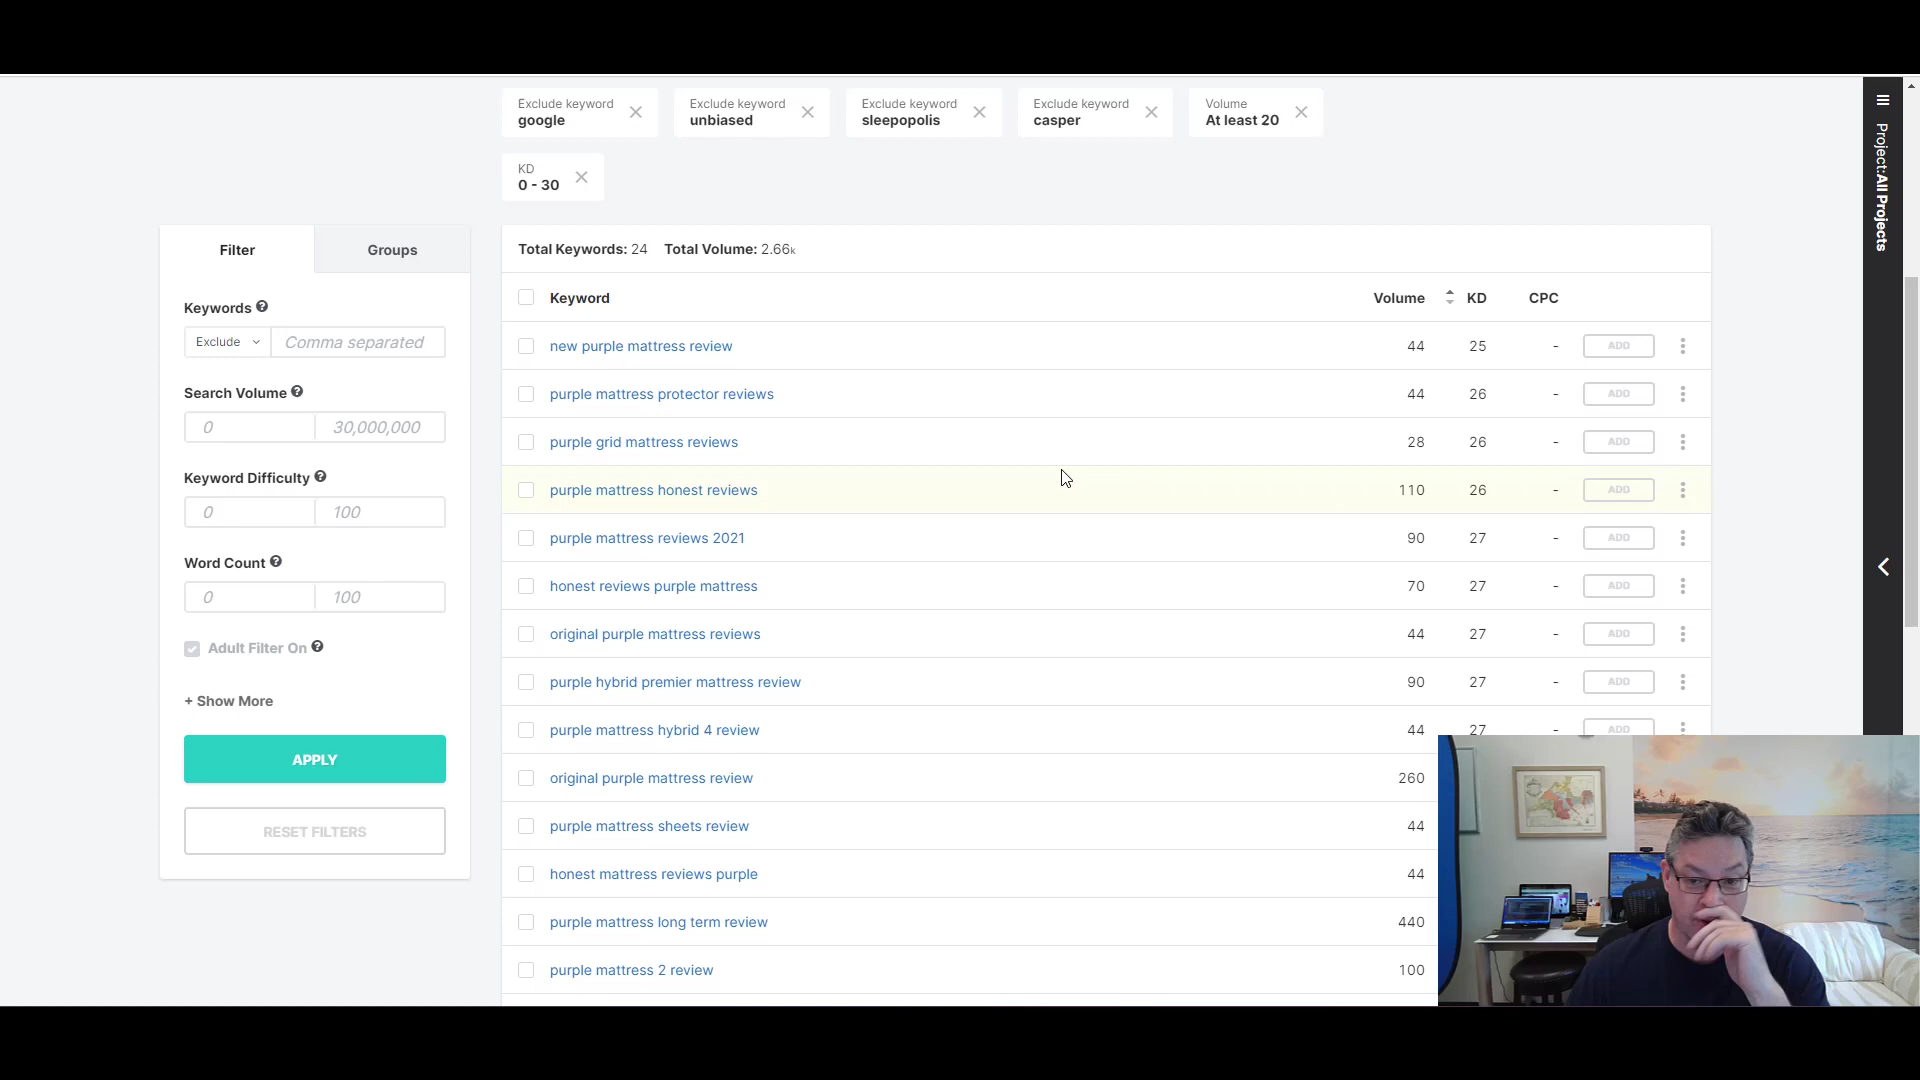 Exclude keyword
google
Exclude keyword
unbiased
Exclude keyword
sleepopolis
Exclude keyword
casper
Volume
At least 20
KD
0 - 30
Project:All Projects
Filter
Groups
Keywords
Exclude
Comma separated
Search Volume
0
30,000,000
Keyword Difficulty
0
100
Word Count
0
100
Adult Filter On
+ Show More
APPLY
RESET FILTERS
Total Keywords: 24 Total Volume: 2.66k
Keyword Volume KD CPC
new purple mattress review 44 25 - ADD
purple mattress protector reviews 44 26 - ADD
purple grid mattress reviews 28 26 - ADD
purple mattress honest reviews 110 26 - ADD
purple mattress reviews 2021 90 27 - ADD
honest reviews purple mattress 70 27 - ADD
original purple mattress reviews 44 27 - ADD
purple hybrid premier mattress review 90 27 - ADD
purple mattress hybrid 4 review 44 27 - ADD
original purple mattress review 260
purple mattress sheets review 44
honest mattress reviews purple 44
purple mattress long term review 440
purple mattress 2 review 100